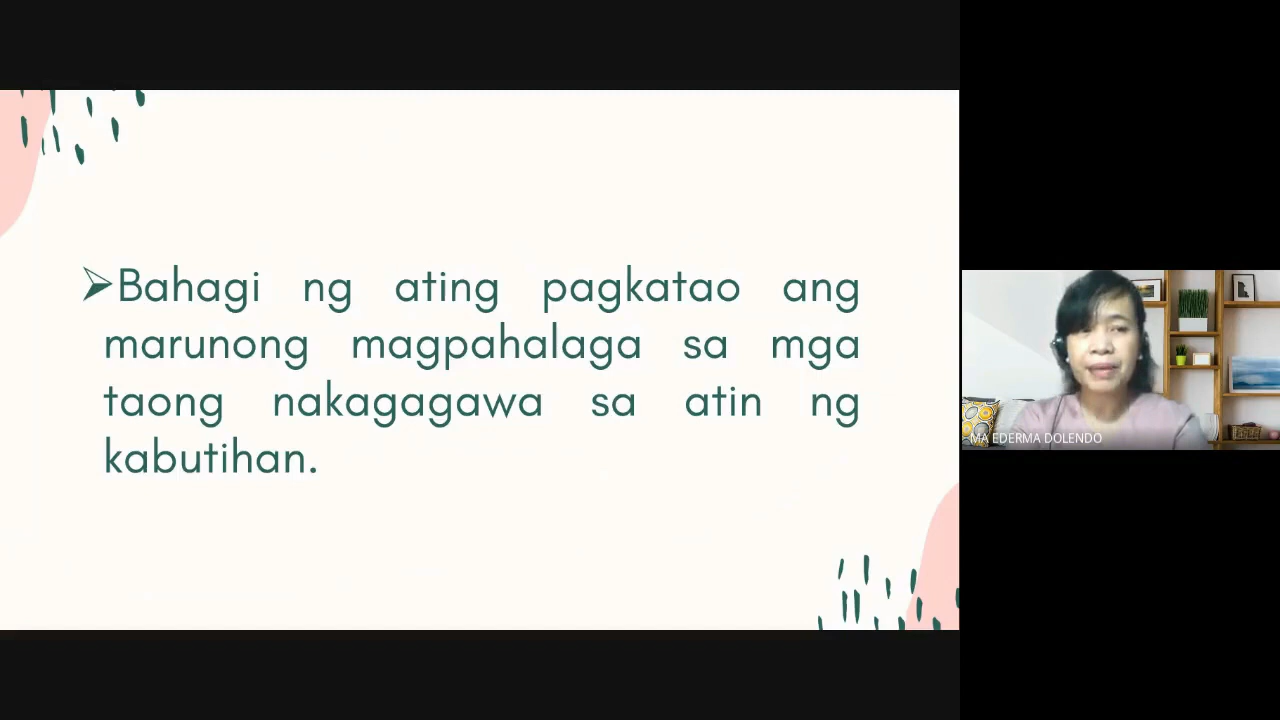 ➢Bahagi ng ating pagkatao ang
marunong magpahalaga sa mga
taong nakagagawa sa atin ng
kabutihan.
MA EDERMA DOLENDO